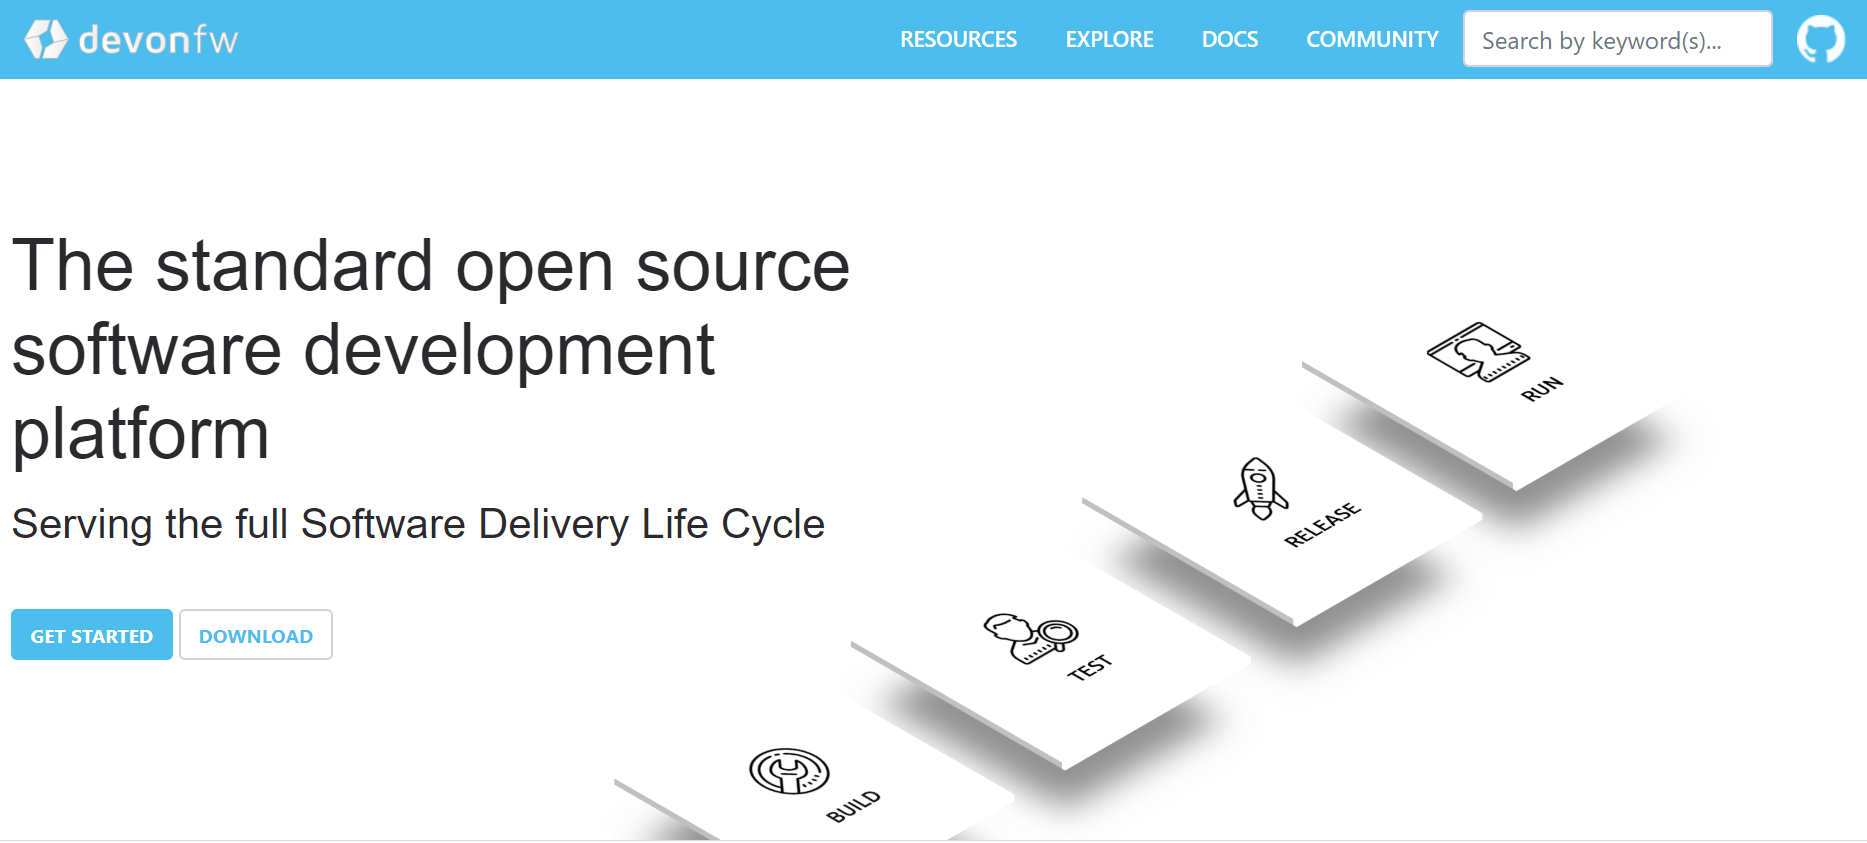 devonfw
RESOURCES
EXPLORE
DOCS
COMMUNITY
Search by keyword(s)...
The standard open source
software development
platform
Serving the full Software Delivery Life Cycle
GET STARTED
DOWNLOAD
RUN
RELEASE
TEST
BUILD